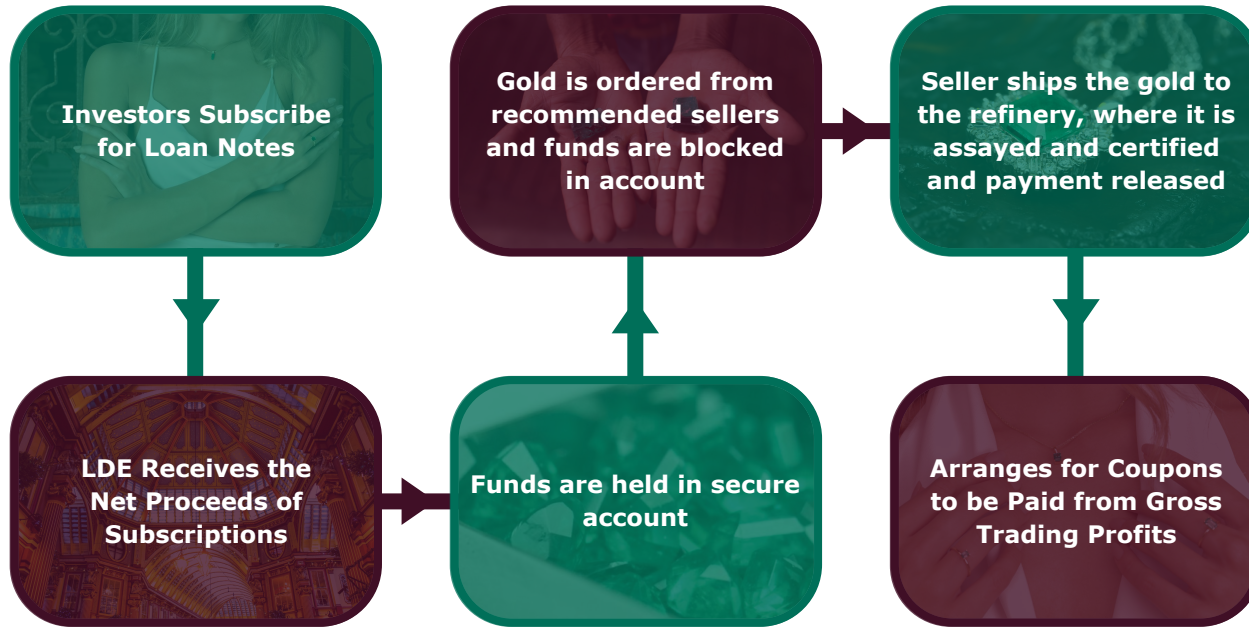 Investors Subscribe
for Loan Notes
LDE Receives the
Net Proceeds of
Subscriptions
Funds are held in secure
account
Gold is ordered from
recommended sellers
and funds are blocked
in account
Seller ships the gold to
the refinery, where it is
assayed and certified
and payment released
Arranges for Coupons
to be Paid from Gross
Trading Profits